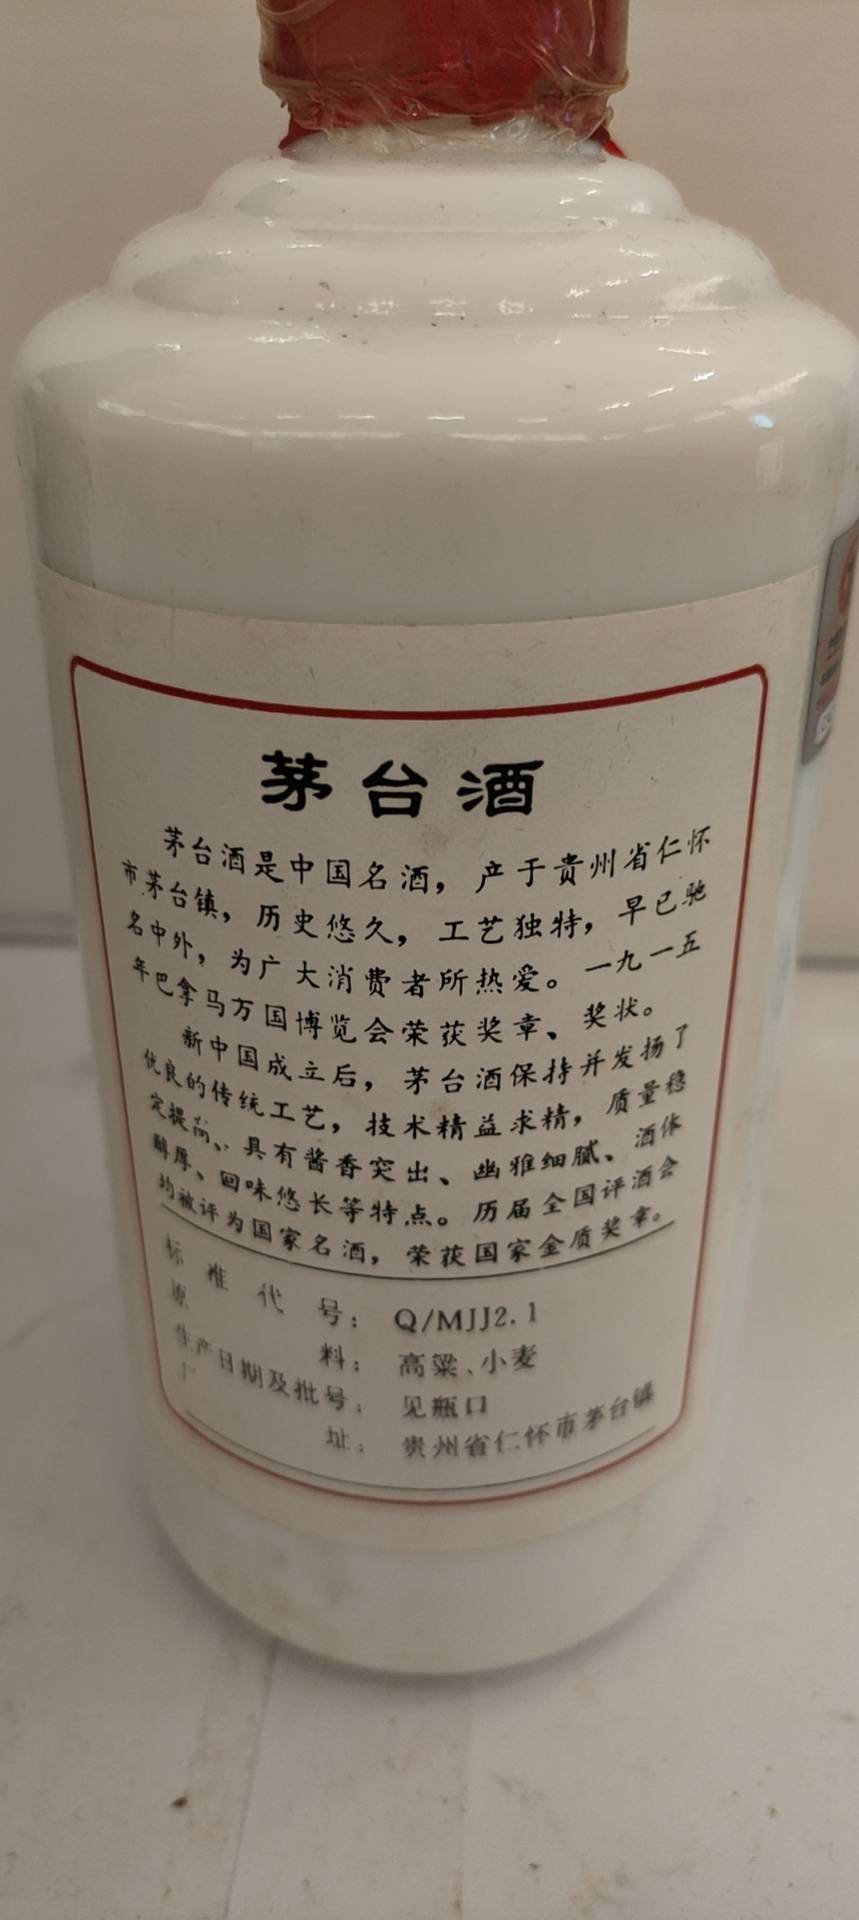 茅台酒
茅台酒是中国名酒，产于贵州省仁怀
市茅台镇，历史悠久，工艺独特，早已驰
名中外，为广大消费者所热爱。一九一五
年巴拿马万国博览会荣获奖章、奖状。
新中国成立后，茅台酒保持并发扬了
优良的传统工艺，技术精益求精，质量稳
定提高、具有酱香突出、幽雅细腻、酒体
醇厚、回味悠长等特点。历届全国评酒会
均被评为国家名酒，荣获国家金质奖章。
标准代号：Q/MJJ2.1
原料：高粱、小麦
生产日期及批号：见瓶口
厂址：贵州省仁怀市茅台镇